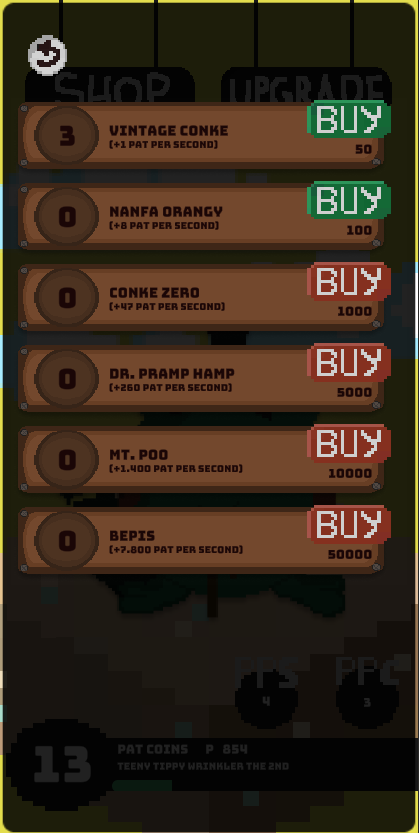 SHOP UPGRADE
3 VINTAGE CONKE BUY
(+1 PAT PER SECOND) 50
0 NANFA ORANGY BUY
(+8 PAT PER SECOND) 100
0 CONKE ZERO BUY
(+47 PAT PER SECOND) 1000
0 DR. PRAMP HAMP BUY
(+260 PAT PER SECOND) 5000
0 MT. POO BUY
(+1.400 PAT PER SECOND) 10000
0 BEPIS BUY
(+7.800 PAT PER SECOND) 50000
PPS PPC
4 3
13 PAT COINS P 854
TEENY TIPPY WRINKLER THE 2ND